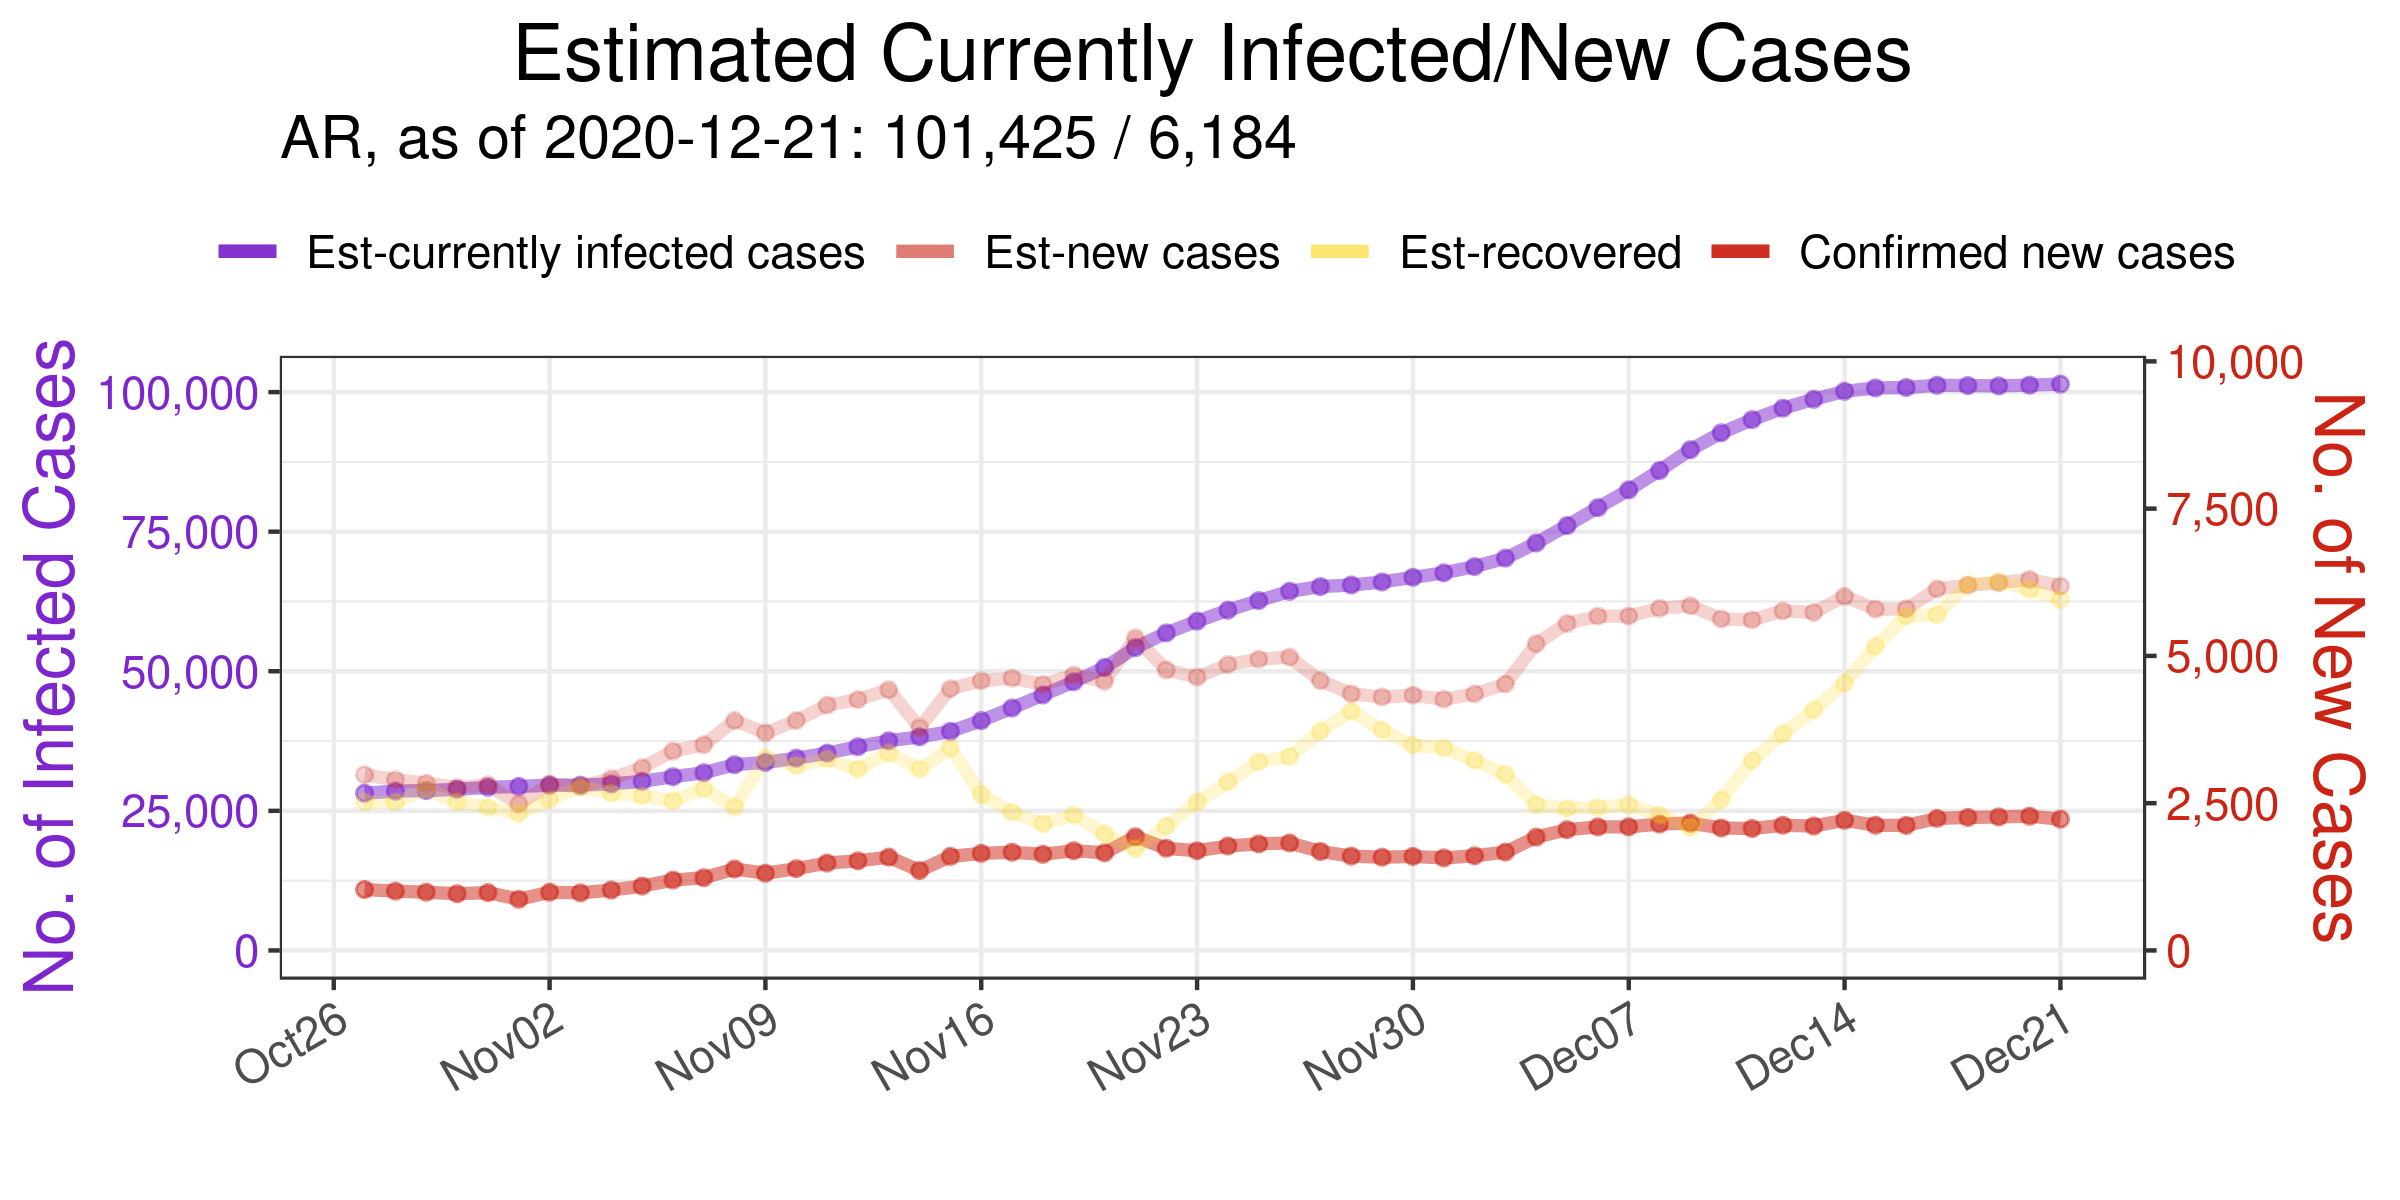 Estimated Currently Infected/New Cases
AR, as of 2020-12-21: 101,425 / 6,184
Est-currently infected cases Est-new cases Est-recovered Confirmed new cases
No. of Infected Cases
100,000
75,000
50,000
25,000
0
10,000
7,500
5,000
2,500
0
No. of New Cases
Oct26 Nov02 Nov09 Nov16 Nov23 Nov30 Dec07 Dec14 Dec21